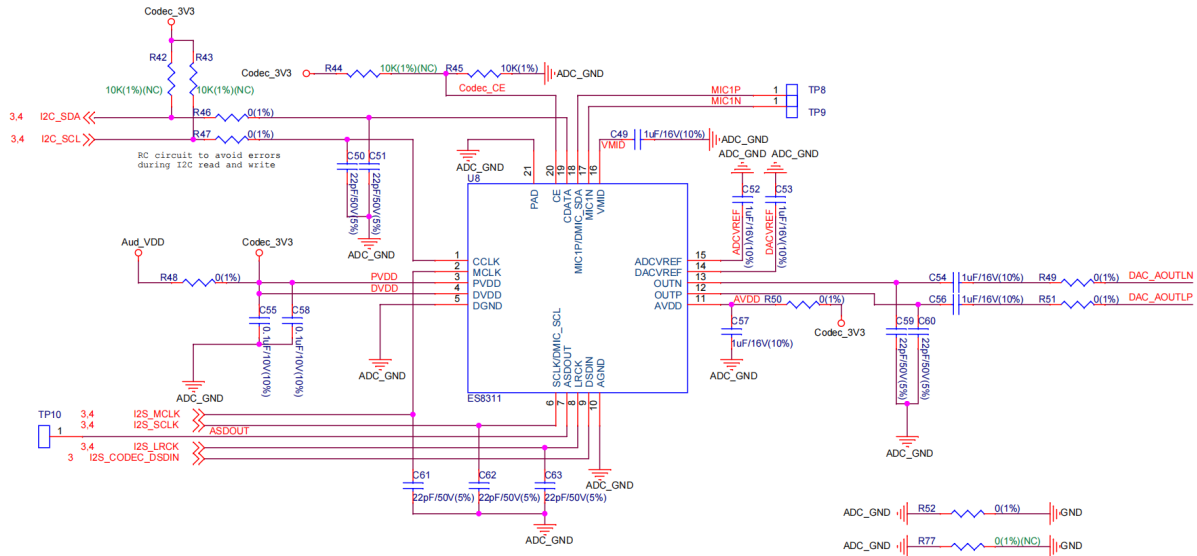 Codec_3V3
R42
R43
10K(1%)(NC)
10K(1%)(NC)
Codec_3V3
R44
10K(1%)(NC)
R45
10K(1%)
ADC_GND
Codec_CE
MIC1P
1
TP8
MIC1N
1
TP9
3,4
I2C_SDA
R46
0(1%)
3,4
I2C_SCL
R47
0(1%)
RC circuit to avoid errors
during I2C read and write
C50
22pF/50V(5%)
C51
22pF/50V(5%)
ADC_GND
ADC_GND
C49
1uF/16V(10%)
VMID
ADC_GND
ADC_GND
ADC_GND
C52
1uF/16V(10%)
C53
1uF/16V(10%)
ADCVREF
DACVREF
U8
21
20
19
18
17
16
PAD
CE
CDATA
MIC1P/DMIC_SDA
MIC1N
VMID
1
CCLK
2
MCLK
3
PVDD
4
DVDD
5
DGND
ADCVREF
15
DACVREF
14
OUTN
13
OUTP
12
AVDD
11
SCLK/DMIC_SCL
ASDOUT
LRCK
DSDIN
AGND
6
7
8
9
10
ES8311
Aud_VDD
Codec_3V3
R48
0(1%)
PVDD
DVDD
C55
0.1uF/10V(10%)
C58
0.1uF/10V(10%)
ADC_GND
ADC_GND
AVDD
R50
0(1%)
C57
1uF/16V(10%)
Codec_3V3
ADC_GND
C54
1uF/16V(10%)
R49
0(1%)
DAC_AOUTLN
C56
1uF/16V(10%)
R51
0(1%)
DAC_AOUTLP
C59
22pF/50V(5%)
C60
22pF/50V(5%)
ADC_GND
TP10
1
3,4
I2S_MCLK
3,4
I2S_SCLK
ASDOUT
3,4
I2S_LRCK
3
I2S_CODEC_DSDIN
ADC_GND
C61
22pF/50V(5%)
C62
22pF/50V(5%)
C63
22pF/50V(5%)
ADC_GND
ADC_GND
R52
0(1%)
GND
ADC_GND
R77
0(1%)(NC)
GND